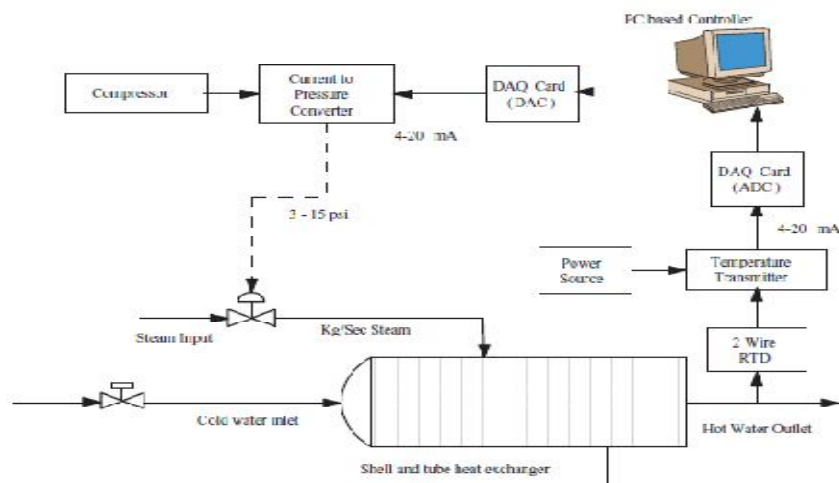 PC based Controller
Compressor
Current to
Pressure
Converter
DAQ Card
(DAC)
4-20 mA
DAQ Card
(ADC)
3 - 15 psi
4-20 mA
Power
Source
Temperature
Transmitter
Steam Input
Kg/Sec Steam
2 Wire
RTD
Cold water inlet
Hot Water Outlet
Shell and tube heat exchanger